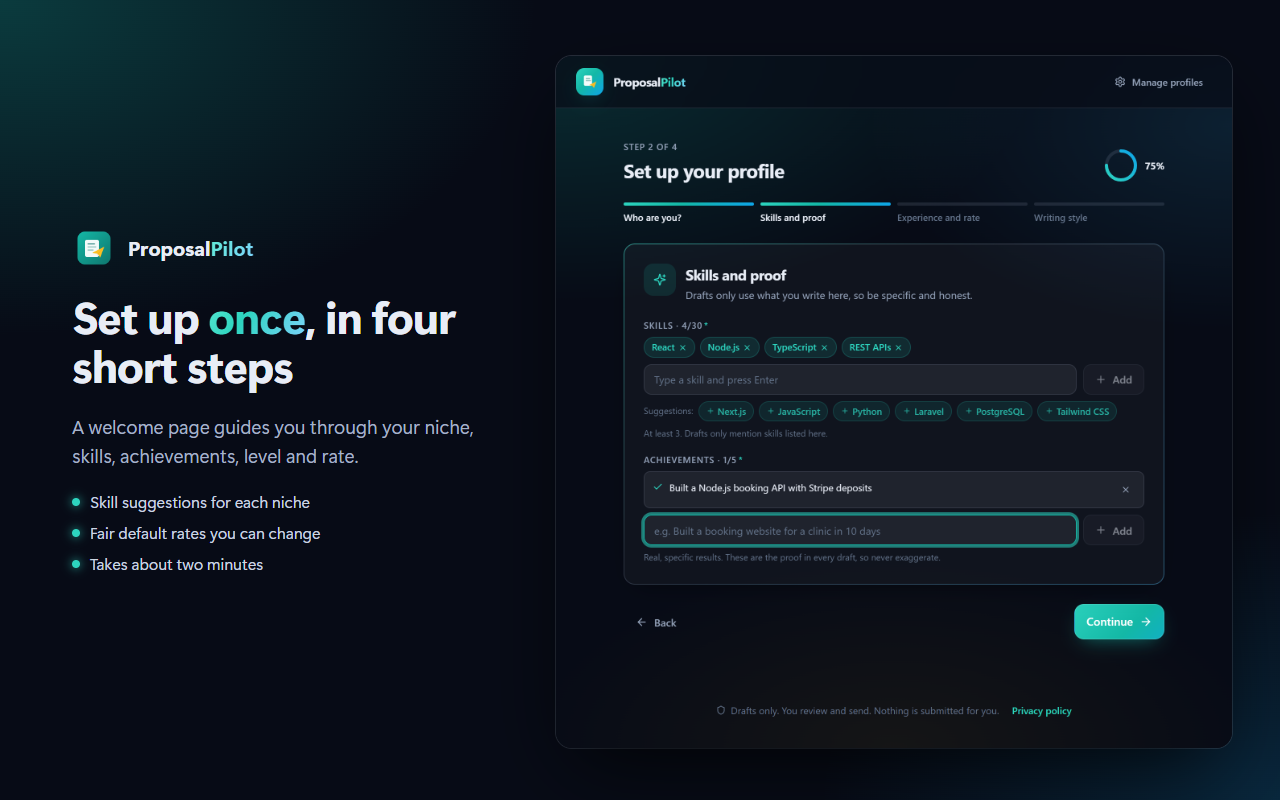 ProposalPilot
Set up once, in four
short steps
A welcome page guides you through your niche,
skills, achievements, level and rate.
Skill suggestions for each niche
Fair default rates you can change
Takes about two minutes
ProposalPilot
Manage profiles
STEP 2 OF 4
Set up your profile
75%
Who are you?
Skills and proof
Experience and rate
Writing style
Skills and proof
Drafts only use what you write here, so be specific and honest.
SKILLS · 4/30 *
React ×
Node.js ×
TypeScript ×
REST APIs ×
Type a skill and press Enter
+ Add
Suggestions:
+ Next.js
+ JavaScript
+ Python
+ Laravel
+ PostgreSQL
+ Tailwind CSS
At least 3. Drafts only mention skills listed here.
ACHIEVEMENTS · 1/5 *
Built a Node.js booking API with Stripe deposits ×
e.g. Built a booking website for a clinic in 10 days
+ Add
Real, specific results. These are the proof in every draft, so never exaggerate.
← Back
Continue →
Drafts only. You review and send. Nothing is submitted for you.
Privacy policy